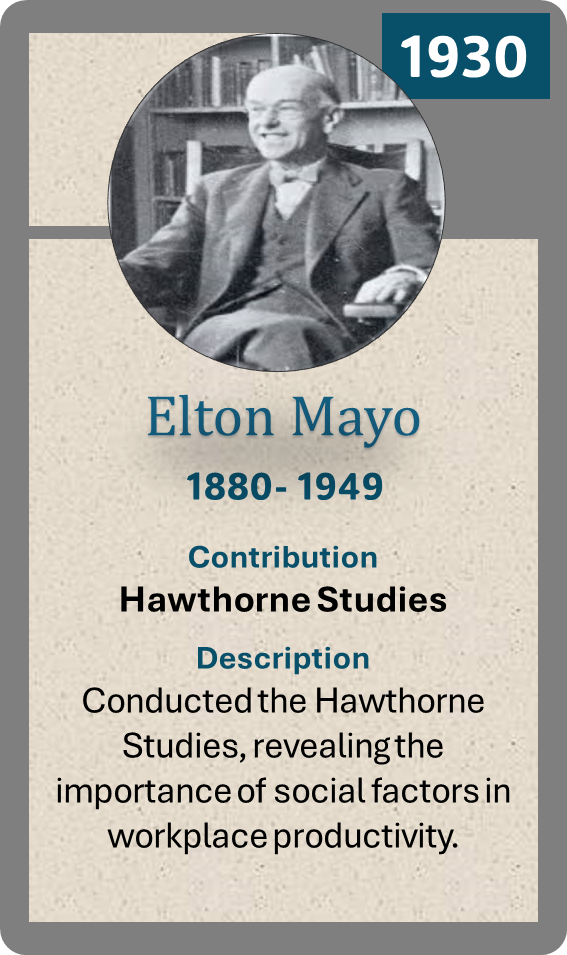 1930
Elton Mayo
1880- 1949
Contribution
Hawthorne Studies
Description
Conducted the Hawthorne
Studies, revealing the
importance of social factors in
workplace productivity.